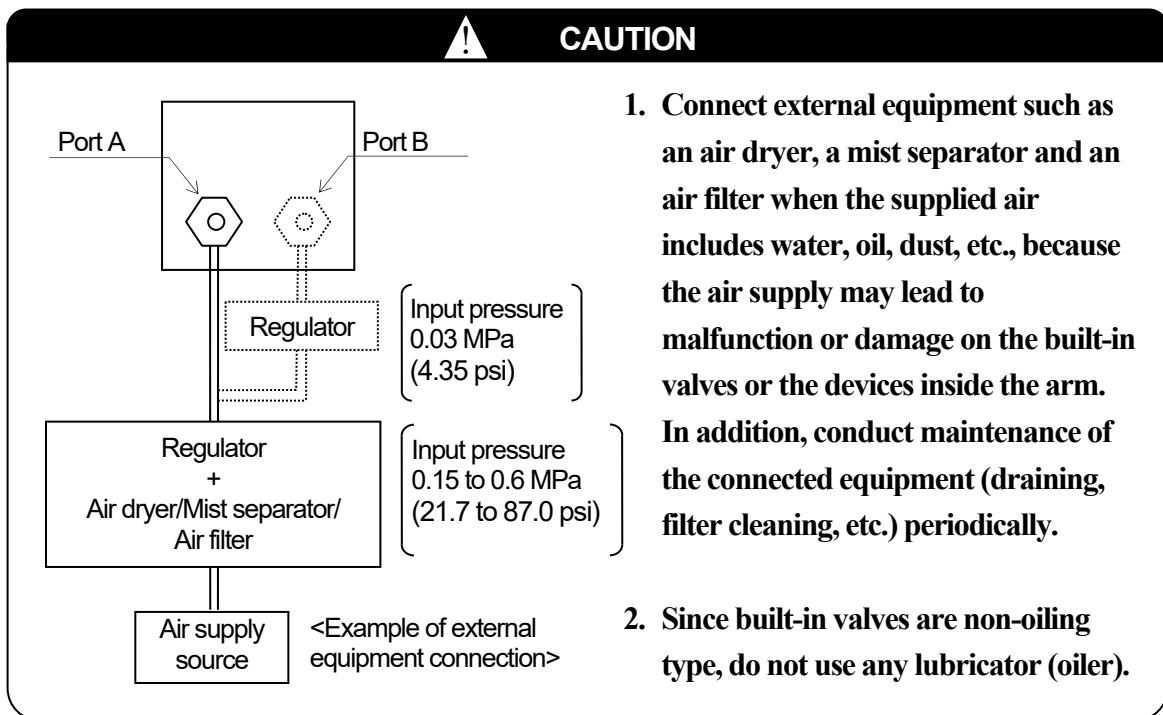 CAUTION
Port A
Port B
Regulator
Input pressure
0.03 MPa
(4.35 psi)
Regulator
+
Air dryer/Mist separator/
Air filter
Input pressure
0.15 to 0.6 MPa
(21.7 to 87.0 psi)
Air supply
source
<Example of external
equipment connection>
1. Connect external equipment such as
an air dryer, a mist separator and an
air filter when the supplied air
includes water, oil, dust, etc., because
the air supply may lead to
malfunction or damage on the built-in
valves or the devices inside the arm.
In addition, conduct maintenance of
the connected equipment (draining,
filter cleaning, etc.) periodically.
2. Since built-in valves are non-oiling
type, do not use any lubricator (oiler).